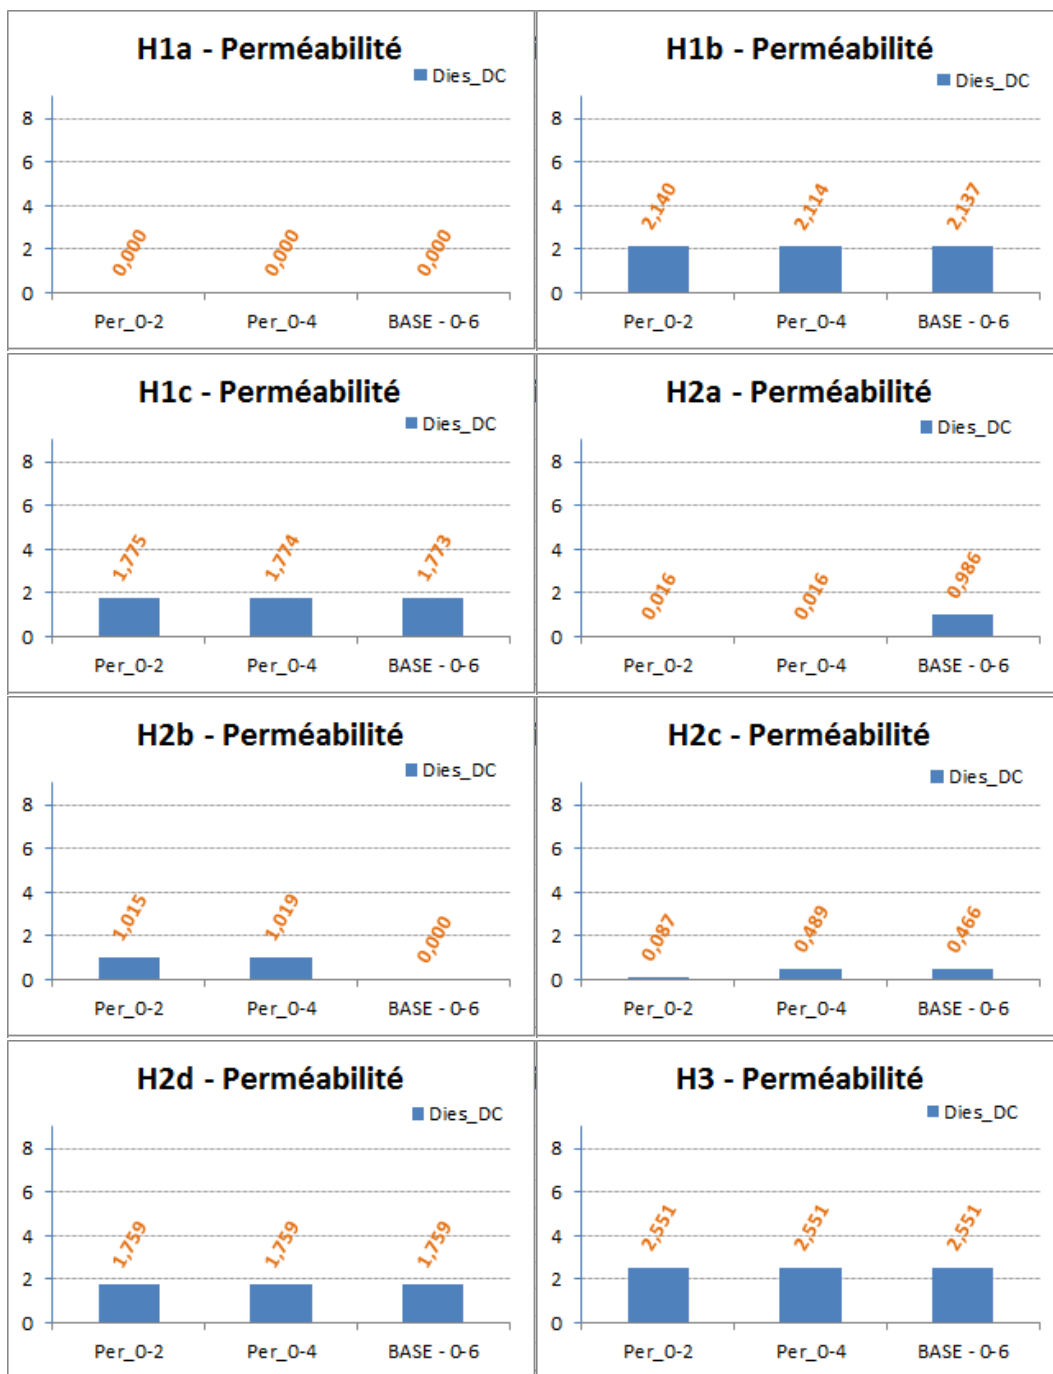 H1a - Perméabilité
Dies_DC
8
6
4
2
0
0,000
0,000
0,000
Per_0-2
Per_0-4
BASE - 0-6
H1b - Perméabilité
Dies_DC
8
6
4
2
0
2,140
2,114
2,137
Per_0-2
Per_0-4
BASE - 0-6
H1c - Perméabilité
Dies_DC
8
6
4
2
0
1,775
1,774
1,773
Per_0-2
Per_0-4
BASE - 0-6
H2a - Perméabilité
Dies_DC
8
6
4
2
0
0,016
0,016
0,986
Per_0-2
Per_0-4
BASE - 0-6
H2b - Perméabilité
Dies_DC
8
6
4
2
0
1,015
1,019
0,000
Per_0-2
Per_0-4
BASE - 0-6
H2c - Perméabilité
Dies_DC
8
6
4
2
0
0,087
0,489
0,466
Per_0-2
Per_0-4
BASE - 0-6
H2d - Perméabilité
Dies_DC
8
6
4
2
0
1,759
1,759
1,759
Per_0-2
Per_0-4
BASE - 0-6
H3 - Perméabilité
Dies_DC
8
6
4
2
0
2,551
2,551
2,551
Per_0-2
Per_0-4
BASE - 0-6